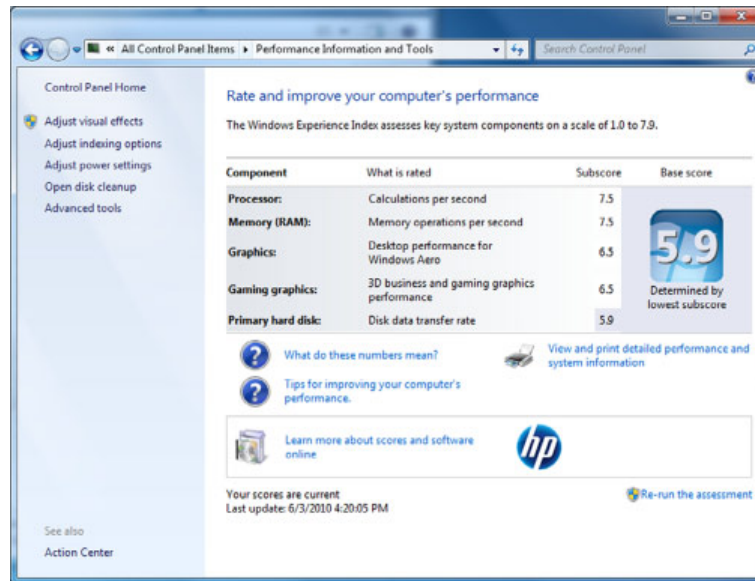 « All Control Panel Items ▸ Performance Information and Tools
Search Control Panel
Control Panel Home
Adjust visual effects
Adjust indexing options
Adjust power settings
Open disk cleanup
Advanced tools
See also
Action Center
Rate and improve your computer's performance
The Windows Experience Index assesses key system components on a scale of 1.0 to 7.9.
Component What is rated Subscore Base score
Processor: Calculations per second 7.5
Memory (RAM): Memory operations per second 7.5
Graphics: Desktop performance for
Windows Aero 6.5
Gaming graphics: 3D business and gaming graphics
performance 6.5
Primary hard disk: Disk data transfer rate 5.9
5.9
Determined by
lowest subscore
What do these numbers mean?
View and print detailed performance and
system information
Tips for improving your computer's
performance.
Learn more about scores and software
online
hp
Your scores are current
Last update: 6/3/2010 4:20:05 PM
Re-run the assessment